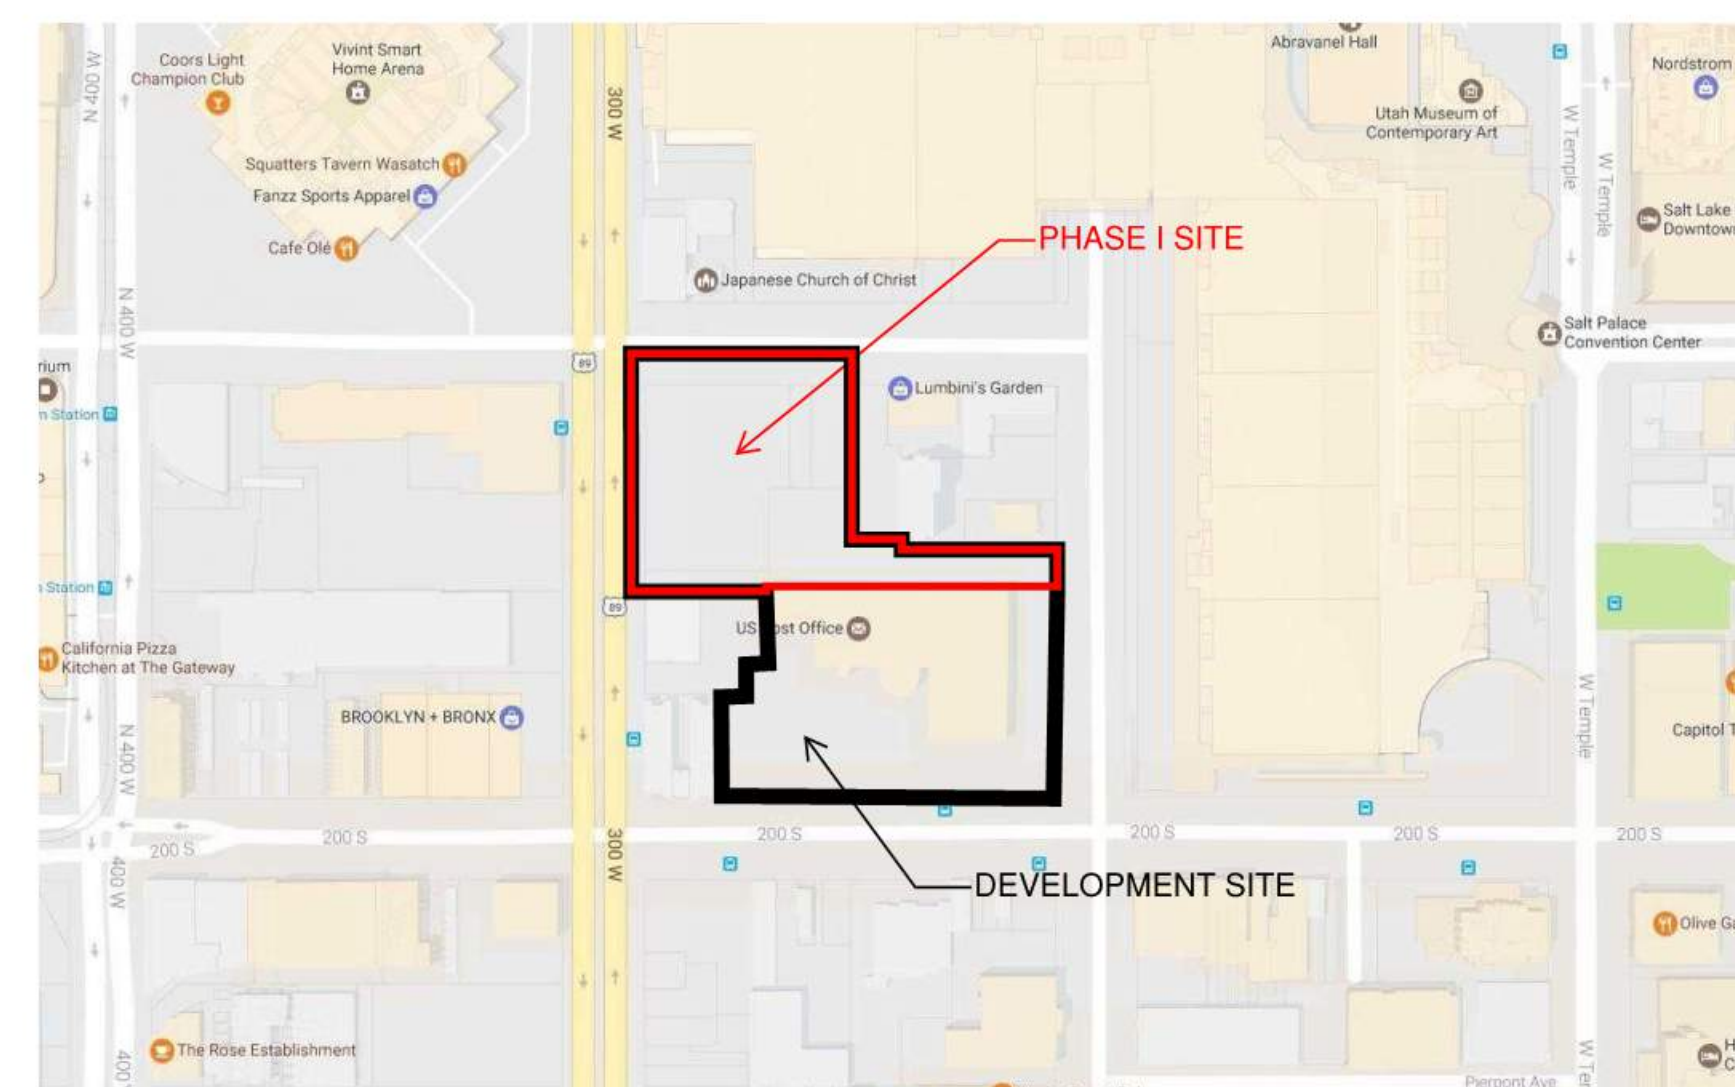 Abravanel Hall
Coors Light
Champion Club
Vivint Smart
Home Arena
Nordstrom
N 400 W
300 W
Utah Museum of
Contemporary Art
W Temple
W Temple
Squatters Tavern Wasatch
Fanzz Sports Apparel
Cafe Olé
Salt Lake
Downtown
PHASE I SITE
Japanese Church of Christ
N 400 W
Salt Palace
Convention Center
89
rium
Lumbini's Garden
n Station
Station
89
US Post Office
California Pizza
Kitchen at The Gateway
BROOKLYN + BRONX
W Temple
Capitol T
N 400 W
200 S
200 S
200 S
200 S
200 S
200 S
300 W
400 W
DEVELOPMENT SITE
Olive Ga
The Rose Establishment
400
H
C
W Te
Pierpont Ave